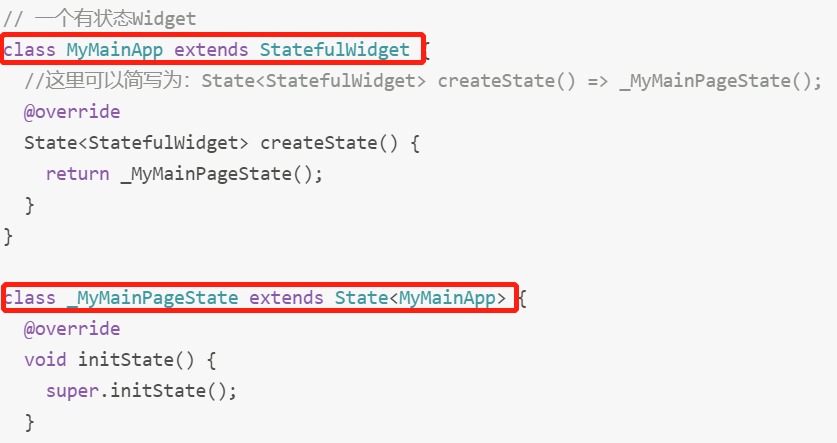 // 一个有状态Widget
class MyMainApp extends StatefulWidget {
  //这里可以简写为：State<StatefulWidget> createState() => _MyMainPageState();
  @override
  State<StatefulWidget> createState() {
    return _MyMainPageState();
  }
}
class _MyMainPageState extends State<MyMainApp> {
  @override
  void initState() {
    super.initState();
  }